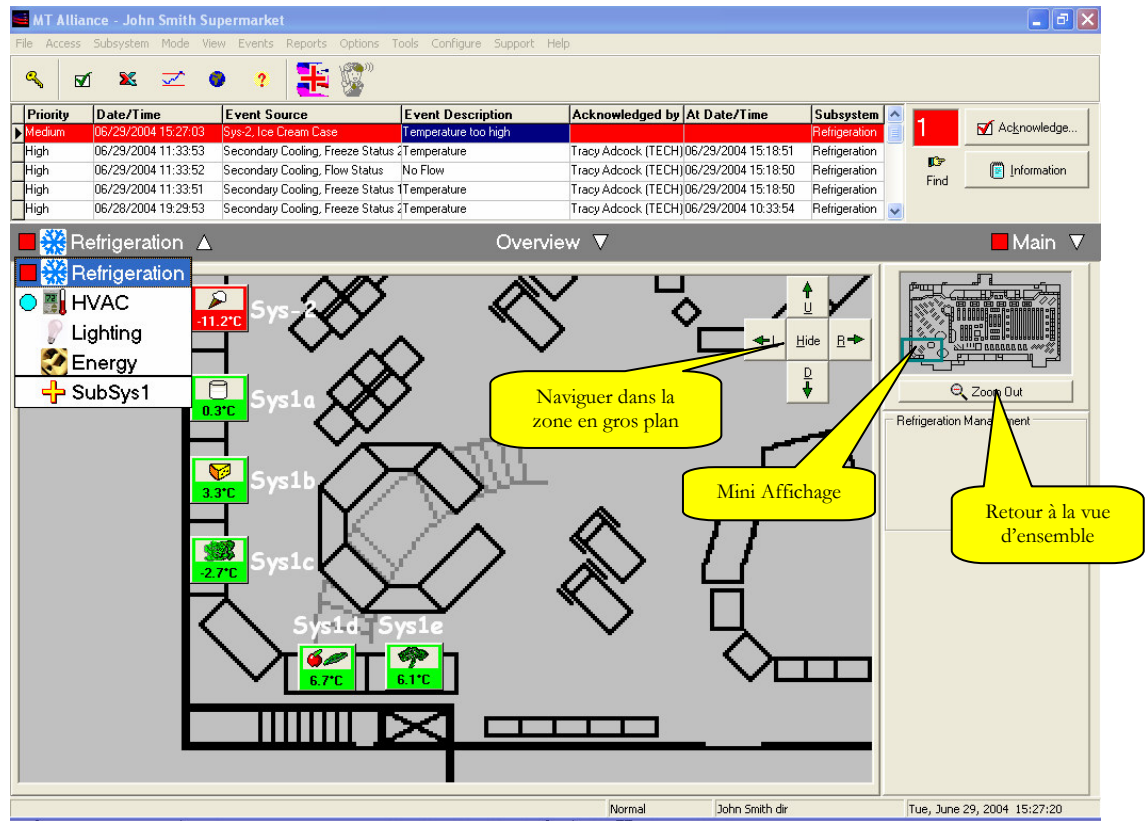 MT Alliance - John Smith Supermarket
File Access Subsystem Mode View Events Reports Options Tools Configure Support Help
Priority Date/Time Event Source Event Description Acknowledged by At Date/Time Subsystem
Medium 06/29/2004 15:27:03 Sys-2, Ice Cream Case Temperature too high Refrigeration
High 06/29/2004 11:33:53 Secondary Cooling, Freeze Status 2 Temperature Tracy Adcock (TECH) 06/29/2004 15:18:51 Refrigeration
High 06/29/2004 11:33:52 Secondary Cooling, Flow Status No Flow Tracy Adcock (TECH) 06/29/2004 15:18:50 Refrigeration
High 06/29/2004 11:33:51 Secondary Cooling, Freeze Status 1 Temperature Tracy Adcock (TECH) 06/29/2004 15:18:50 Refrigeration
High 06/28/2004 19:29:53 Secondary Cooling, Freeze Status 2 Temperature Tracy Adcock (TECH) 06/29/2004 10:33:54 Refrigeration
1
Acknowledge...
Find
Information
Refrigeration Overview Main
Refrigeration
HVAC
Lighting
Energy
SubSys1
-11.2°C Sys-2
0.3°C Sys1a
3.3°C Sys1b
-2.7°C Sys1c
Sys1d Sys1e
6.7°C 6.1°C
U
Hide R
D
Naviguer dans la
zone en gros plan
Mini Affichage
Zoom Out
Refrigeration Management
Retour à la vue
d'ensemble
Normal John Smith dir Tue, June 29, 2004 15:27:20